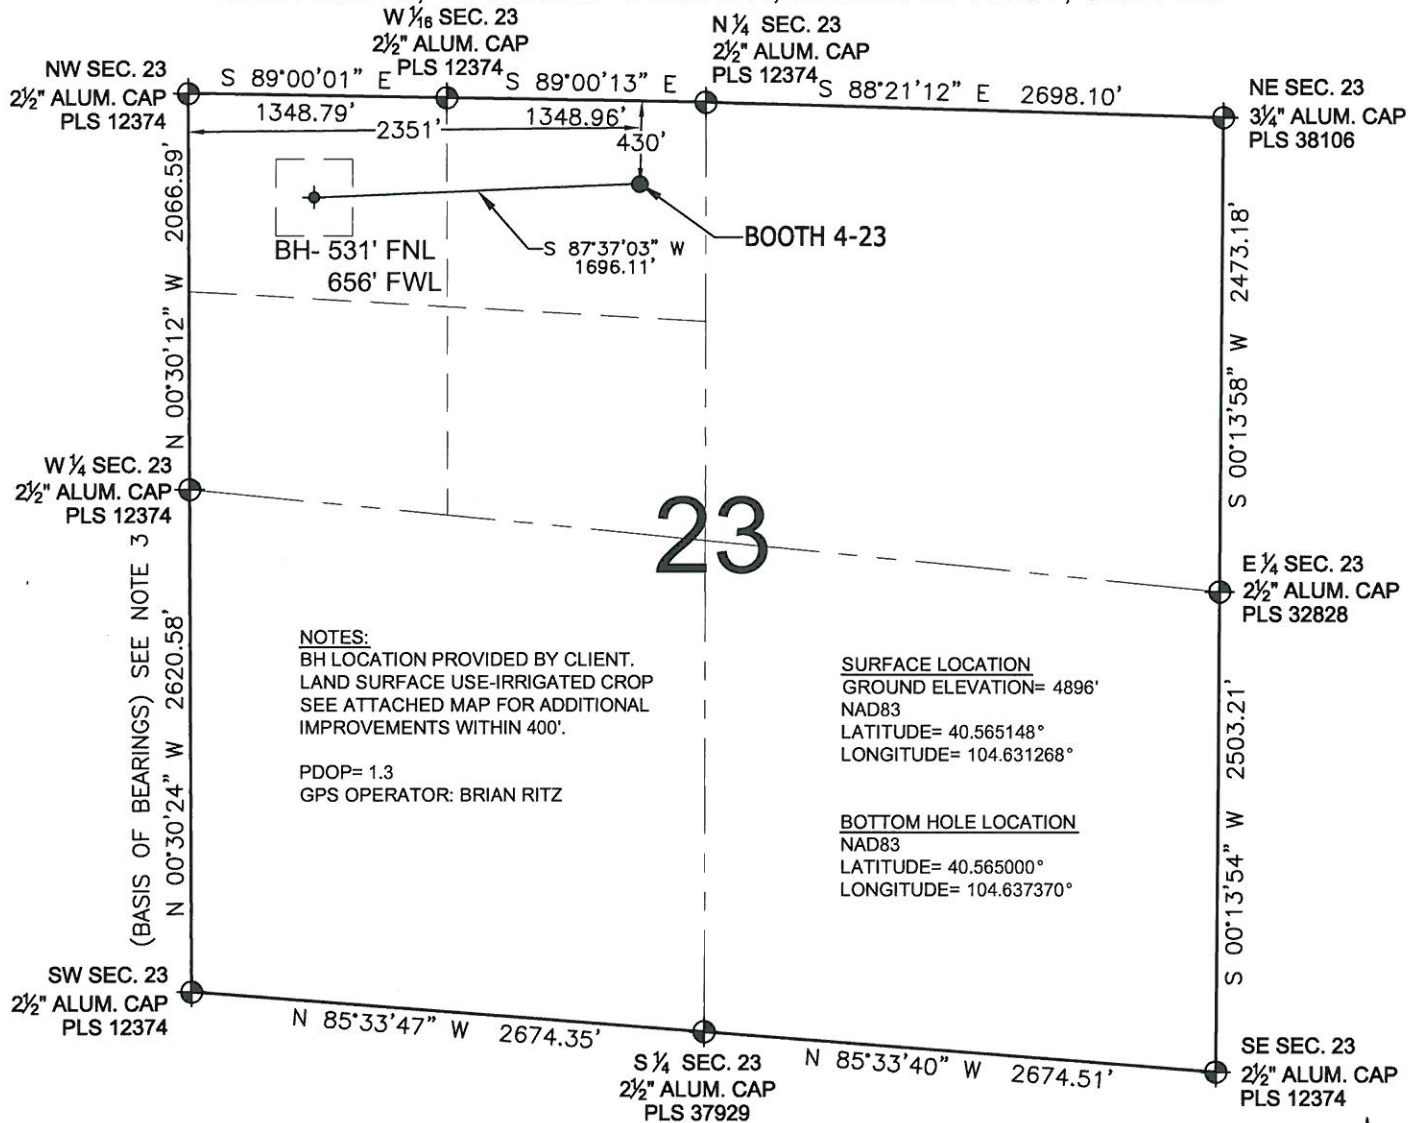 W 1/16 SEC. 23
2½" ALUM. CAP
PLS 12374
N ¼ SEC. 23
2½" ALUM. CAP
PLS 12374
NW SEC. 23
2½" ALUM. CAP
PLS 12374
S 89°00'01" E
1348.79'
S 89°00'13" E
1348.96'
S 88°21'12" E 2698.10'
NE SEC. 23
3¼" ALUM. CAP
PLS 38106
2351'
430'
N 00°30'12" W 2066.59'
BH- 531' FNL
656' FWL
S 87°37'03" W
1696.11'
BOOTH 4-23
S 00°13'58" W 2473.18'
W ¼ SEC. 23
2½" ALUM. CAP
PLS 12374
23
E ¼ SEC. 23
2½" ALUM. CAP
PLS 32828
(BASIS OF BEARINGS) SEE NOTE 3
N 00°30'24" W 2620.58'
NOTES:
BH LOCATION PROVIDED BY CLIENT.
LAND SURFACE USE-IRRIGATED CROP
SEE ATTACHED MAP FOR ADDITIONAL
IMPROVEMENTS WITHIN 400'.
PDOP= 1.3
GPS OPERATOR: BRIAN RITZ
SURFACE LOCATION
GROUND ELEVATION= 4896'
NAD83
LATITUDE= 40.565148°
LONGITUDE= 104.631268°
BOTTOM HOLE LOCATION
NAD83
LATITUDE= 40.565000°
LONGITUDE= 104.637370°
S 00°13'54" W 2503.21'
SW SEC. 23
2½" ALUM. CAP
PLS 12374
N 85°33'47" W 2674.35'
S ¼ SEC. 23
2½" ALUM. CAP
PLS 37929
N 85°33'40" W 2674.51'
SE SEC. 23
2½" ALUM. CAP
PLS 12374